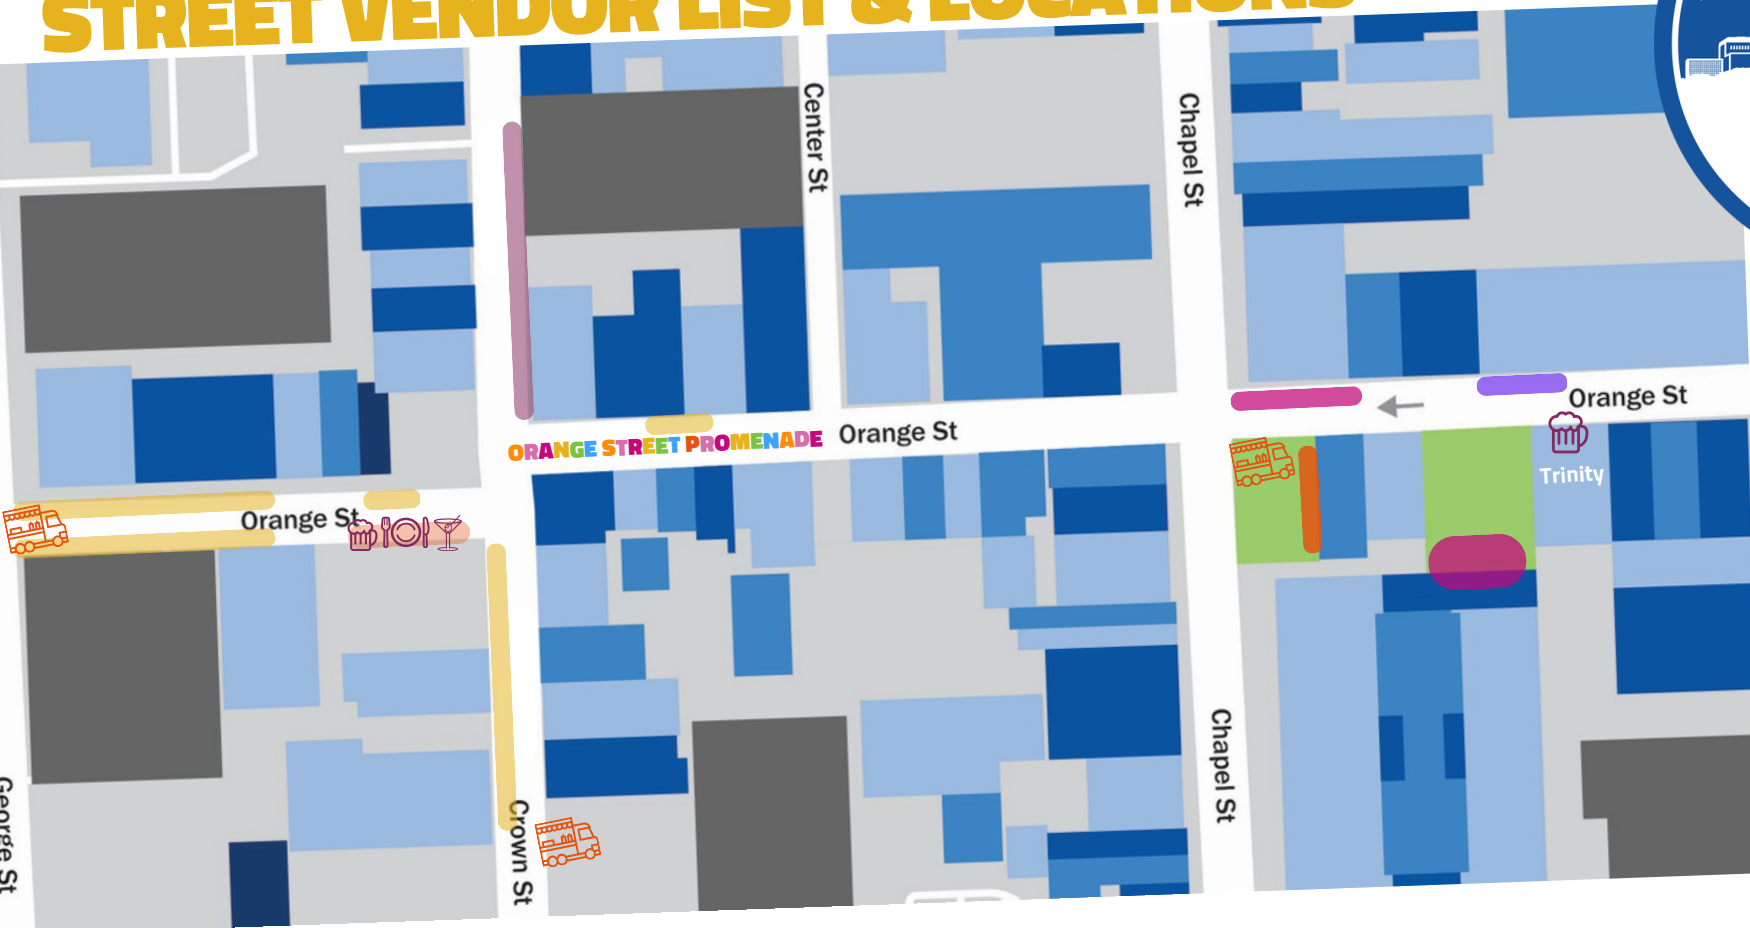 STREET VENDOR LIST & LOCATIONS
Center St
Chapel St
Orange St
ORANGE STREET PROMENADE
Orange St
Trinity
Orange St
Chapel St
George St
Crown St